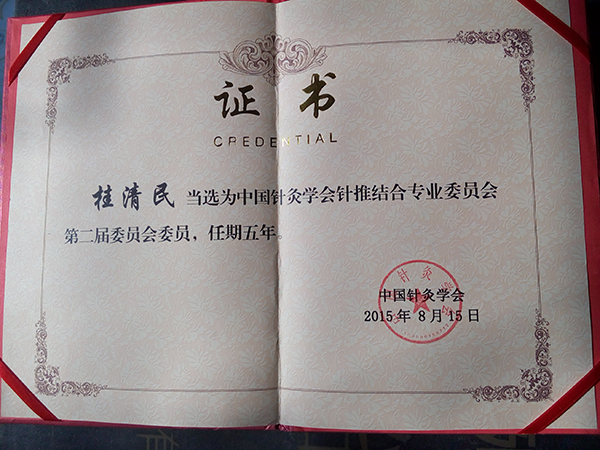 证书
CREDENTIAL
桂清民 当选为中国针灸学会针推结合专业委员会
第二届委员会委员，任期五年。
中国针灸学会
2015年 8月15日